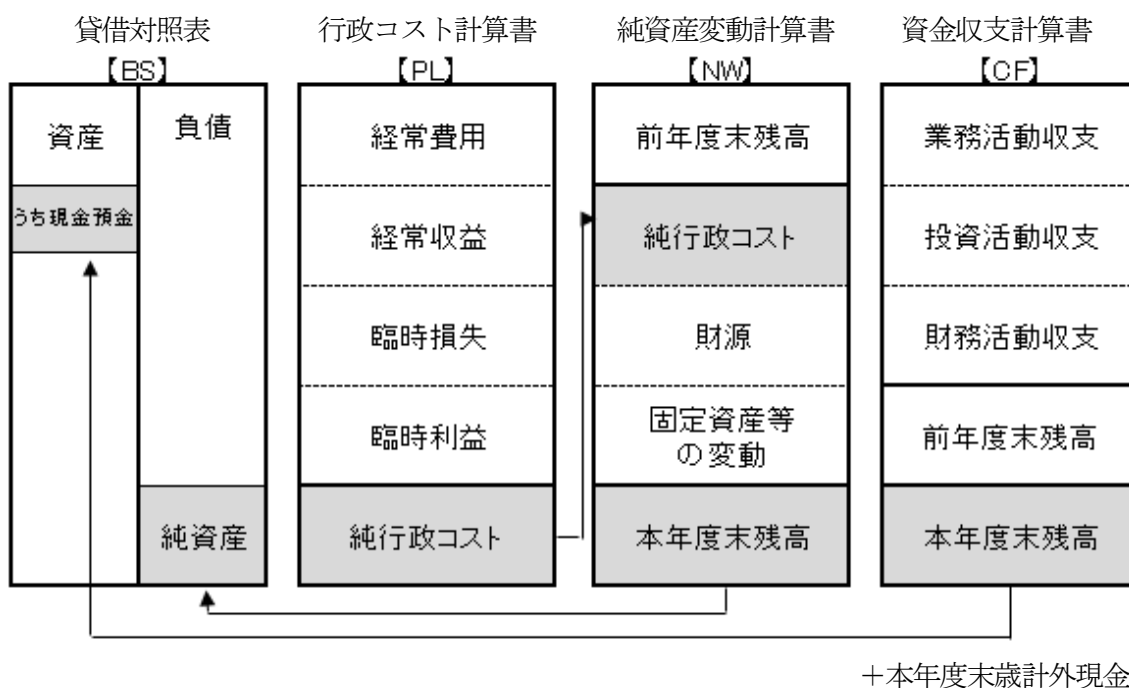 貸借対照表
【BS】
資産
負債
うち現金預金
純資産
行政コスト計算書
【PL】
経常費用
経常収益
臨時損失
臨時利益
純行政コスト
純資産変動計算書
【NW】
前年度末残高
純行政コスト
財源
固定資産等
の変動
本年度末残高
資金収支計算書
【CF】
業務活動収支
投資活動収支
財務活動収支
前年度末残高
本年度末残高
＋本年度末歳計外現金